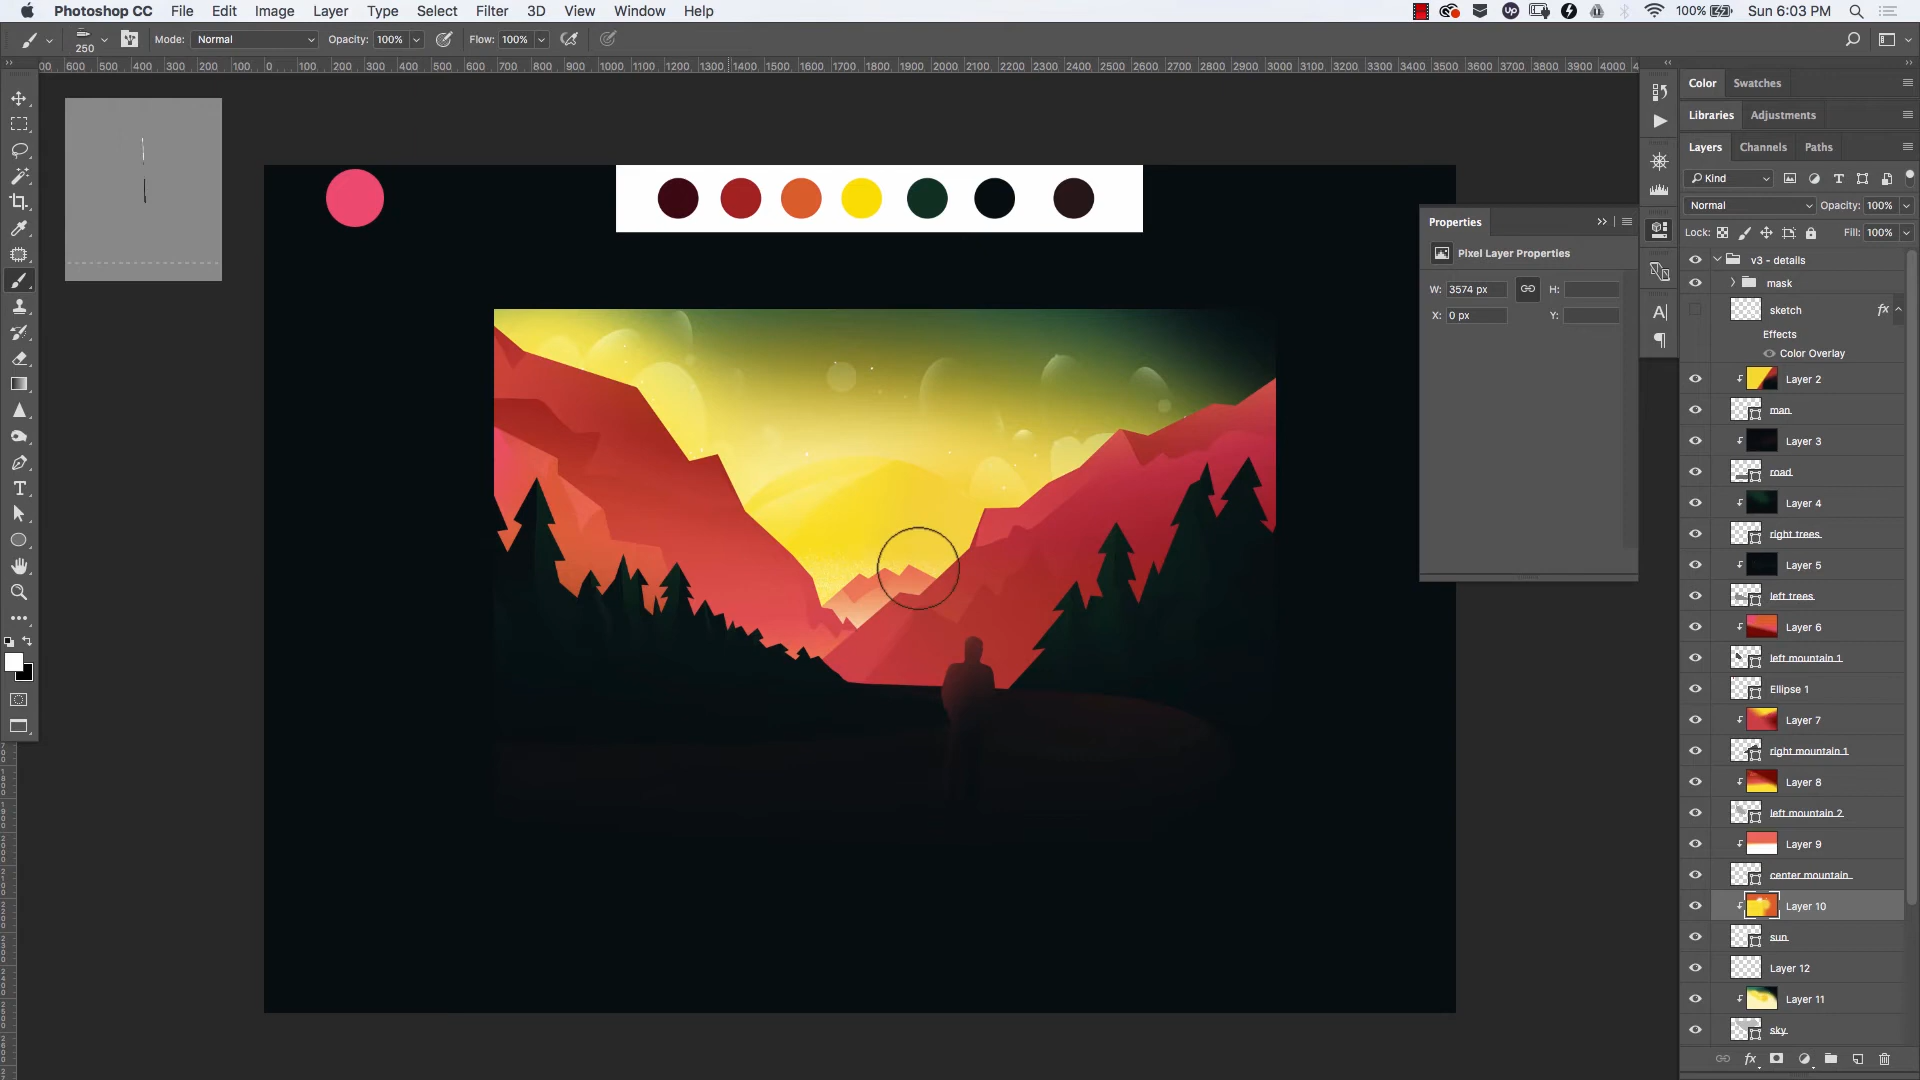 Photoshop CC File Edit Image Layer Type Select Filter 3D View Window Help 100% Sun 6:03 PM
250 Mode: Normal Opacity: 100% Flow: 100%
600 500 400 300 200 100 0 100 200 300 400 500 600 700 800 900 1000 1100 1200 1300 1400 1500 1600 1700 1800 1900 2000 2100 2200 2300 2400 2500 2600 2700 2800 2900 3000 3100 3200 3300 3400 3500 3600 3700 3800 3900 4000
Color Swatches
Libraries Adjustments
Layers Channels Paths
Kind
Normal Opacity: 100%
Lock: Fill: 100%
Properties
Pixel Layer Properties
W: 3574 px H:
X: 0 px Y:
v3 - details
mask
sketch fx
Effects
Color Overlay
Layer 2
man
Layer 3
road
Layer 4
right trees
Layer 5
left trees
Layer 6
left mountain 1
Ellipse 1
Layer 7
right mountain 1
Layer 8
left mountain 2
Layer 9
center mountain
Layer 10
sun
Layer 12
Layer 11
sky
fx